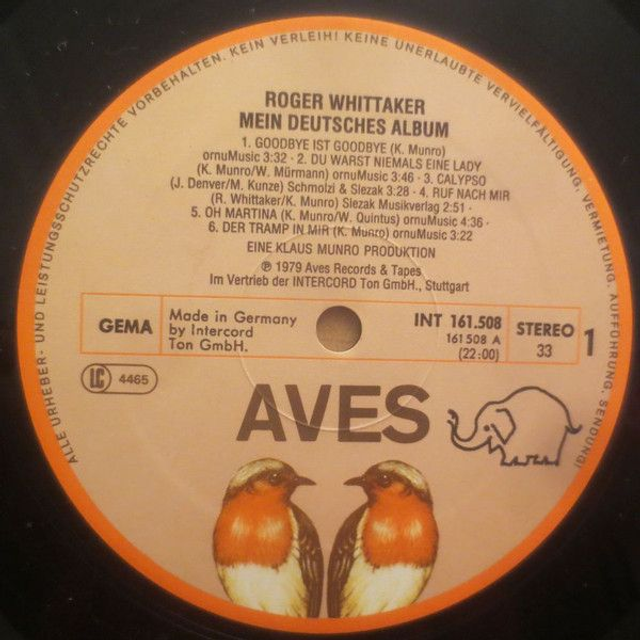 ALLE URHEBER- UND LEISTUNGSSCHUTZRECHTE VORBEHALTEN. KEIN VERLEIH! KEINE UNERLAUBTE VERVIELFÄLTIGUNG, VERMIETUNG, AUFFÜHRUNG, SENDUNG!
ROGER WHITTAKER
MEIN DEUTSCHES ALBUM
1. GOODBYE IST GOODBYE (K. Munro)
ornuMusic 3:32 · 2. DU WARST NIEMALS EINE LADY
(K. Munro/W. Mürmann) ornuMusic 3:46 · 3. CALYPSO
(J. Denver/M. Kunze) Schmolzi & Slezak 3:28 · 4. RUF NACH MIR
(R. Whittaker/K. Munro) Slezak Musikverlag 2:51 ·
5. OH MARTINA (K. Munro/W. Quintus) ornuMusic 4:36 ·
6. DER TRAMP IN MIR (K. Munro) ornuMusic 3:22
EINE KLAUS MUNRO PRODUKTION
℗ 1979 Aves Records & Tapes
Im Vertrieb der INTERCORD Ton GmbH., Stuttgart
GEMA
Made in Germany
by Intercord
Ton GmbH.
INT 161.508
161 508 A
(22:00)
STEREO
33
1
LC 4465
AVES